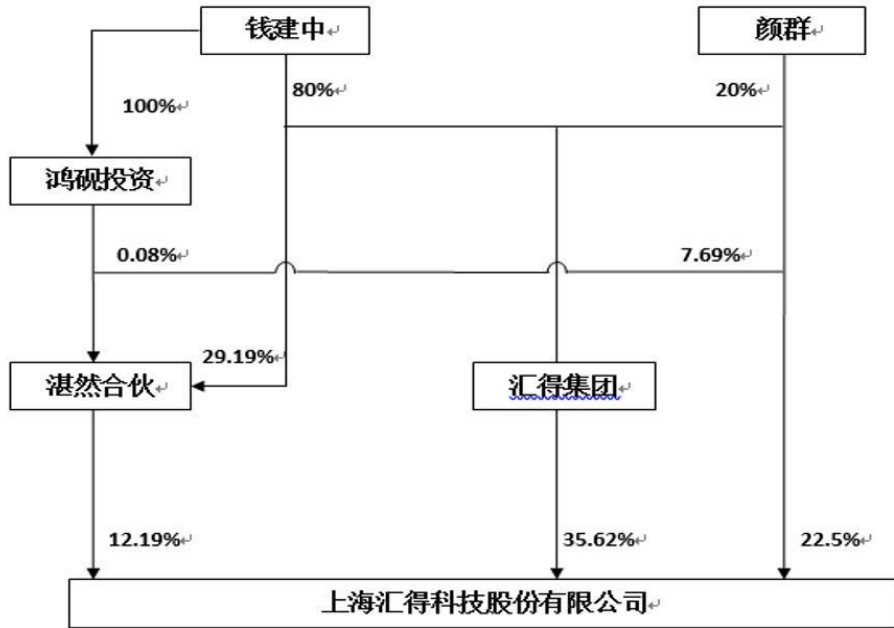 钱建中
颜群
80%
20%
100%
鸿砚投资
0.08%
7.69%
29.19%
湛然合伙
汇得集团
12.19%
35.62%
22.5%
上海汇得科技股份有限公司